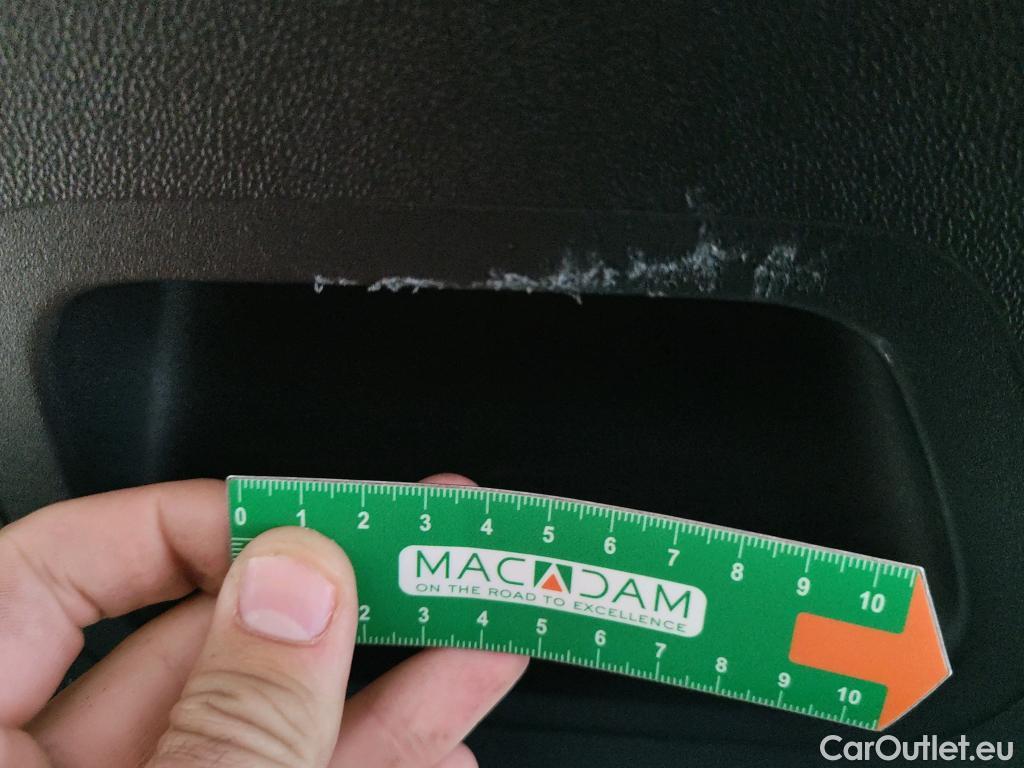 0 1 2 3 4 5 6 7 8 9 10
MACADAM
ON THE ROAD TO EXCELLENCE
2 3 4 5 6 7 8 9 10
CarOutlet.eu